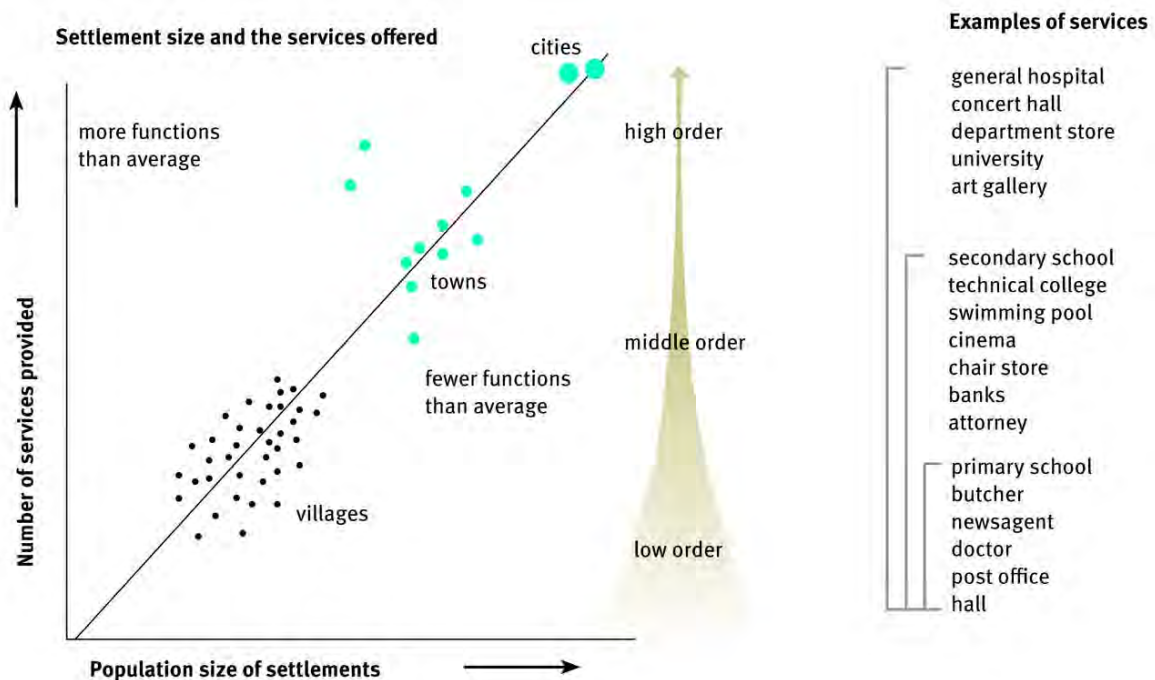 Settlement size and the services offered
cities
more functions
than average
high order
towns
middle order
fewer functions
than average
villages
low order
Number of services provided
Population size of settlements
Examples of services
general hospital
concert hall
department store
university
art gallery
secondary school
technical college
swimming pool
cinema
chair store
banks
attorney
primary school
butcher
newsagent
doctor
post office
hall